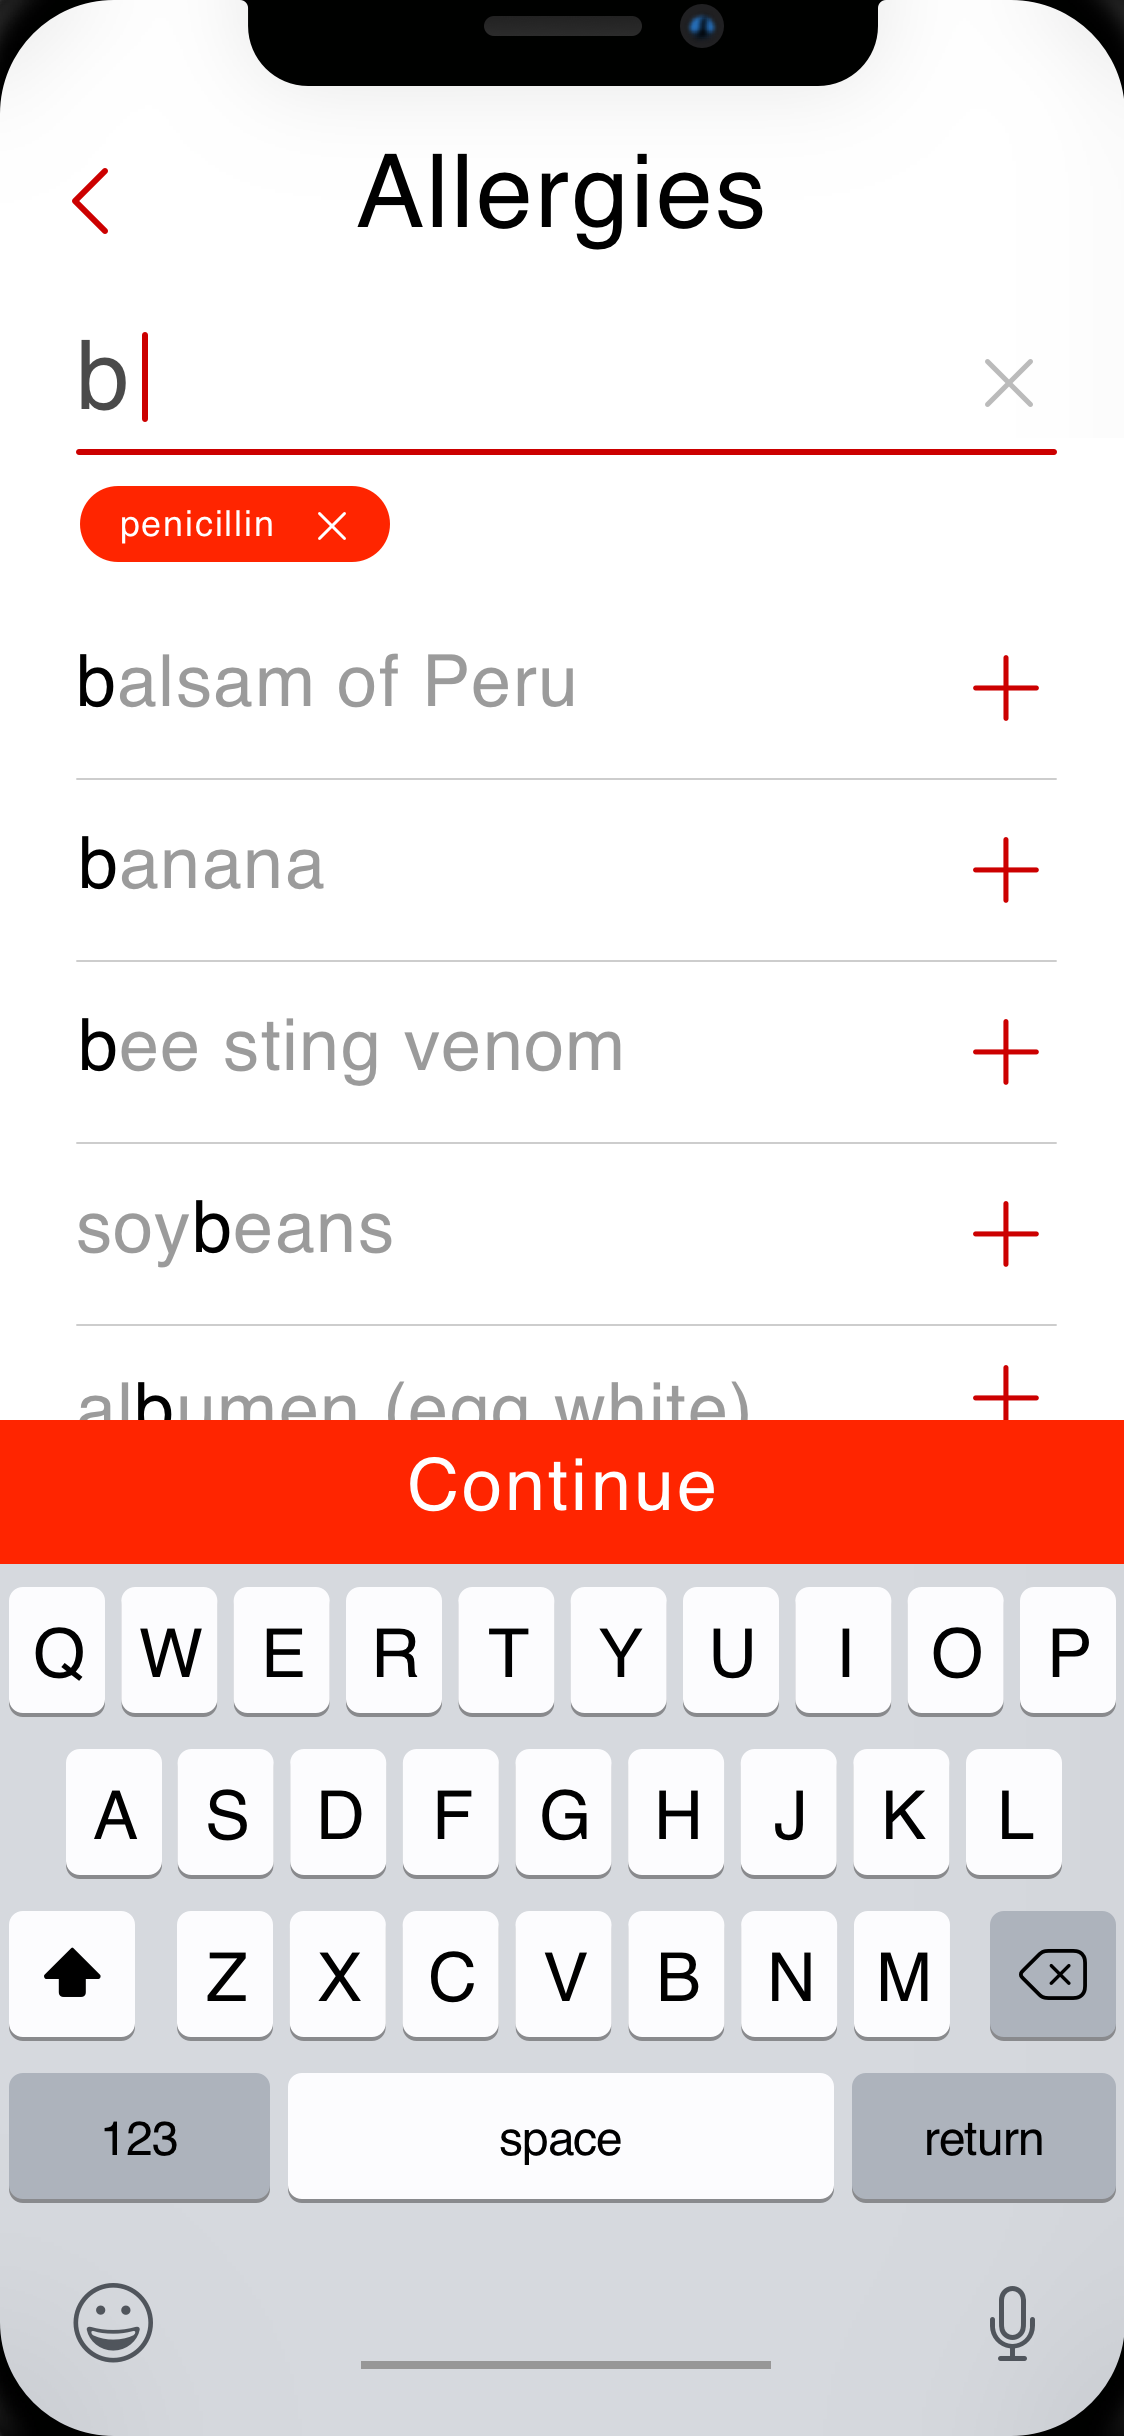 Allergies
b
penicillin
balsam of Peru
banana
bee sting venom
soybeans
albumen (egg white)
Continue
Q W E R T Y U I O P
A S D F G H J K L
Z X C V B N M
123 space return